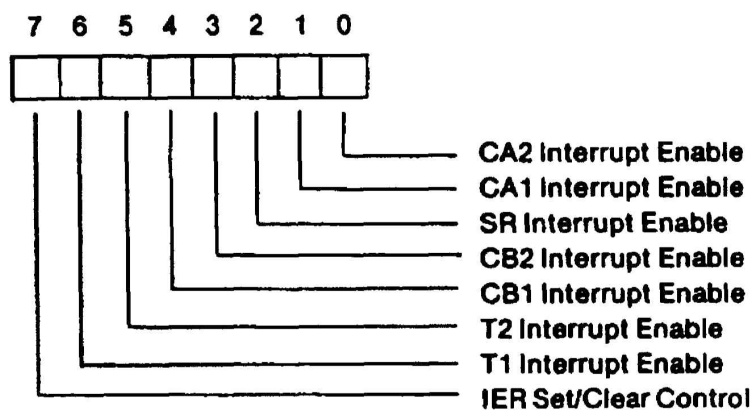 7 6 5 4 3 2 1 0
CA2 Interrupt Enable
CA1 Interrupt Enable
SR Interrupt Enable
CB2 Interrupt Enable
CB1 Interrupt Enable
T2 Interrupt Enable
T1 Interrupt Enable
IER Set/Clear Control